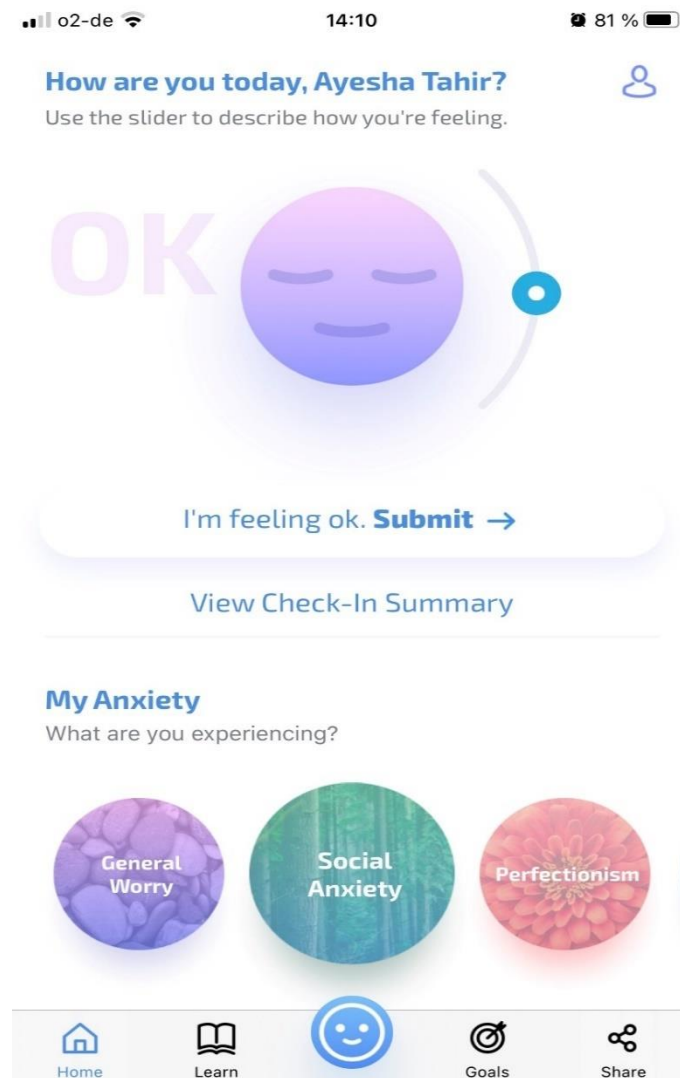 o2-de 14:10 81 %
How are you today, Ayesha Tahir?
Use the slider to describe how you're feeling.
OK
I'm feeling ok. Submit →
View Check-In Summary
My Anxiety
What are you experiencing?
General
Worry
Social
Anxiety
Perfectionism
Home Learn Goals Share